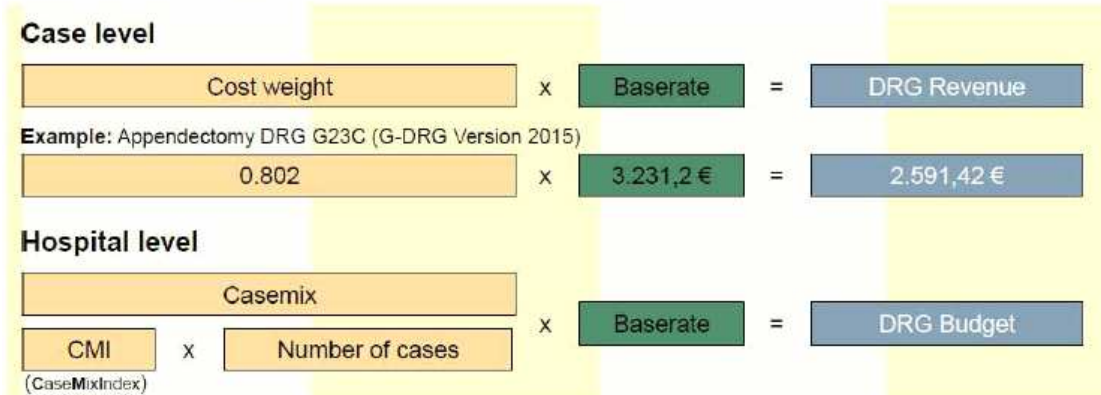 Case level
Cost weight x Baserate = DRG Revenue
Example: Appendectomy DRG G23C (G-DRG Version 2015)
0.802 x 3.231,2 € = 2.591,42 €
Hospital level
Casemix
x Baserate = DRG Budget
CMI x Number of cases
(CaseMixIndex)